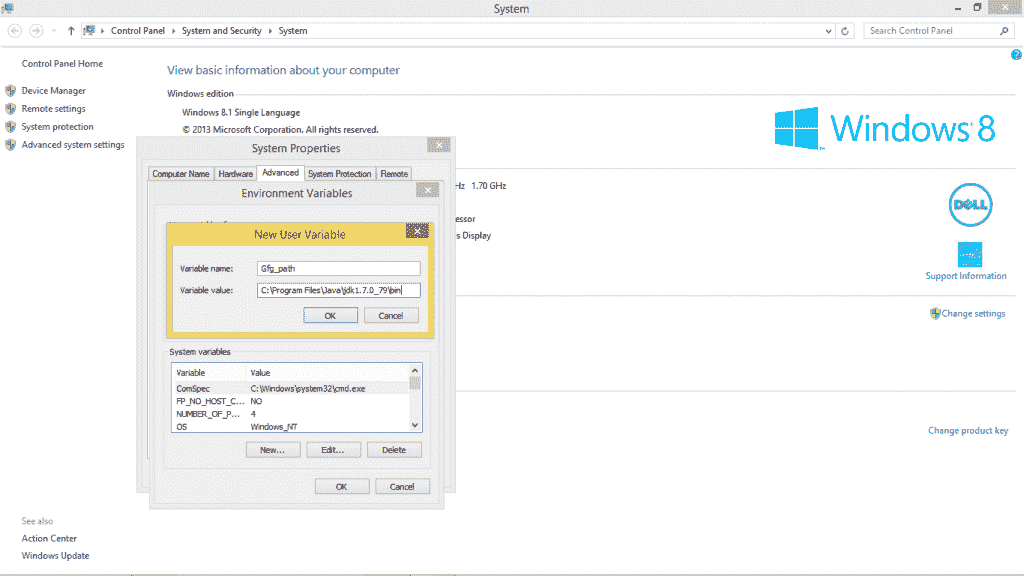 System
Control Panel System and Security System
Search Control Panel
Control Panel Home
Device Manager
Remote settings
System protection
Advanced system settings
View basic information about your computer
Windows edition
Windows 8.1 Single Language
© 2013 Microsoft Corporation. All rights reserved.
Windows 8
System Properties
Computer Name Hardware Advanced System Protection Remote
Environment Variables
Hz 1.70 GHz
essor
s Display
DELL
Support Information
Change settings
New User Variable
Variable name: Gfg_path
Variable value: C:\Program Files\Java\jdk1.7.0_79\bin
OK Cancel
System variables
Variable Value
ComSpec C:\Windows\system32\cmd.exe
FP_NO_HOST_C... NO
NUMBER_OF_P... 4
OS Windows_NT
New... Edit... Delete
OK Cancel
Change product key
See also
Action Center
Windows Update